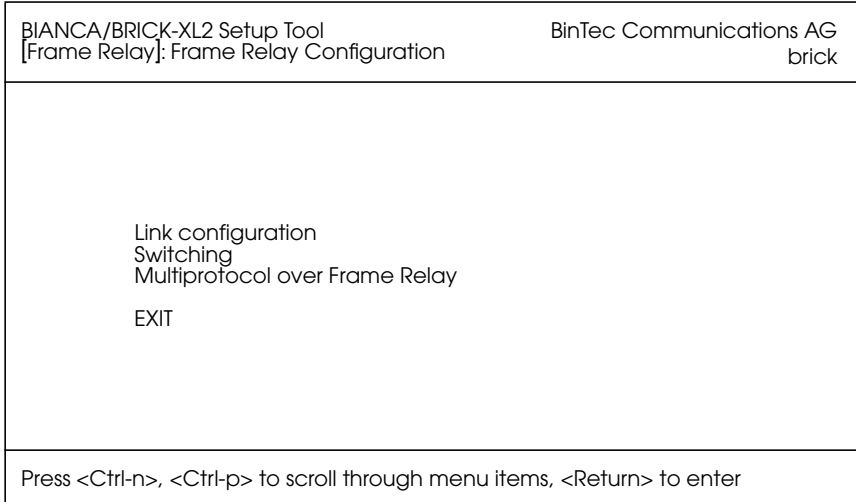 BIANCA/BRICK-XL2 Setup Tool BinTec Communications AG
[Frame Relay]: Frame Relay Configuration brick
Link configuration
Switching
Multiprotocol over Frame Relay
EXIT
Press <Ctrl-n>, <Ctrl-p> to scroll through menu items, <Return> to enter